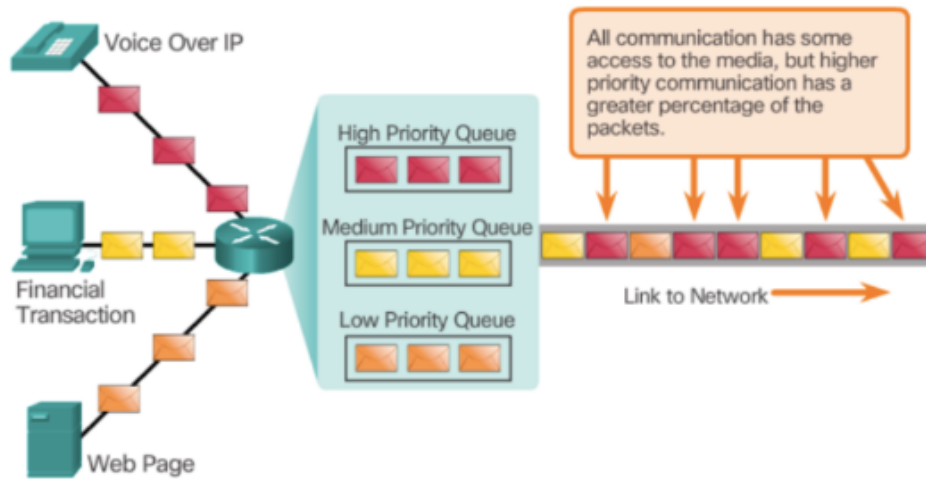 Voice Over IP
Financial
Transaction
Web Page
High Priority Queue
Medium Priority Queue
Low Priority Queue
All communication has some
access to the media, but higher
priority communication has a
greater percentage of the
packets.
Link to Network